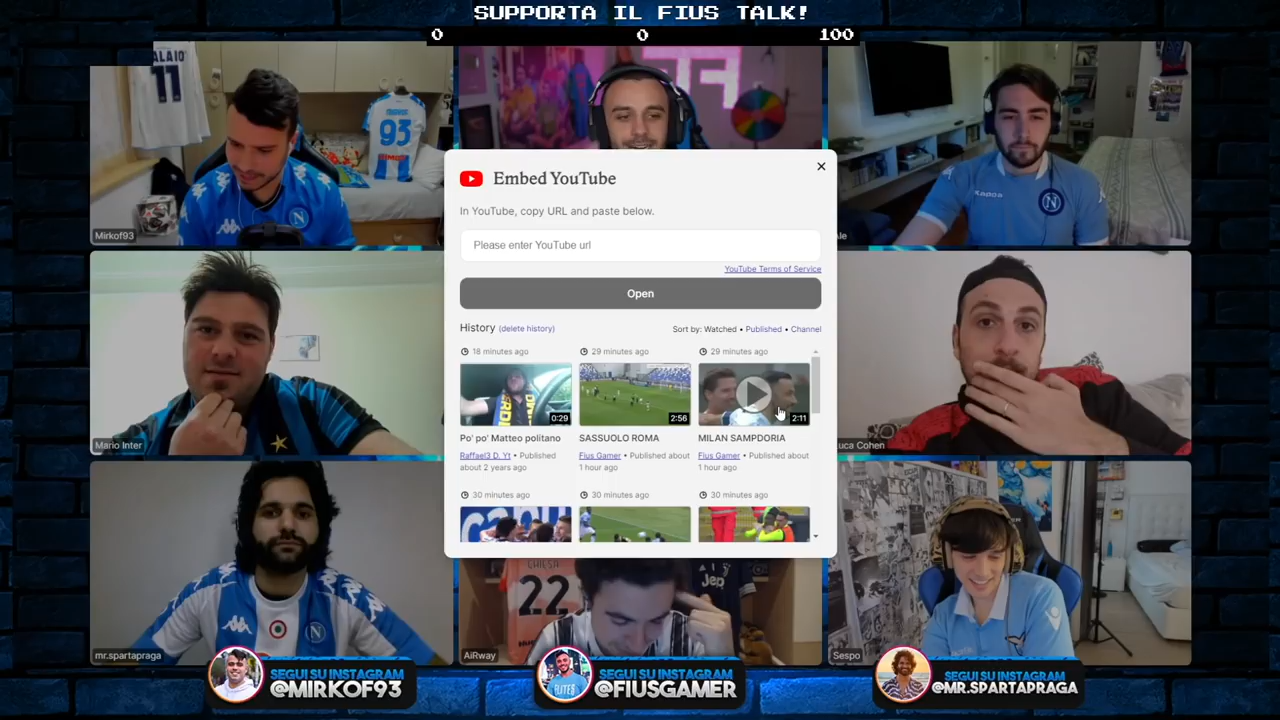 SUPPORTA IL FIUS TALK!
0 0 100
11
93
Mirkof93
Embed YouTube
In YouTube, copy URL and paste below.
Please enter YouTube url
YouTube Terms of Service
Open
History (delete history)
Sort by: Watched • Published • Channel
18 minutes ago
29 minutes ago
29 minutes ago
0:29
2:56
2:11
Po' po' Matteo politano
SASSUOLO ROMA
MILAN SAMPDORIA
Raffael3 D. Yt • Published about 2 years ago
Fius Gamer • Published about 1 hour ago
Fius Gamer • Published about 1 hour ago
30 minutes ago
30 minutes ago
30 minutes ago
Mario Inter
Luca Cohen
mr.spartapraga
CHIESA
22
Jeep
AiRway
Sespo
SEGUI SU INSTAGRAM
@MIRKOF93
SEGUI SU INSTAGRAM
@FIUSGAMER
SEGUI SU INSTAGRAM
@MR.SPARTAPRAGA